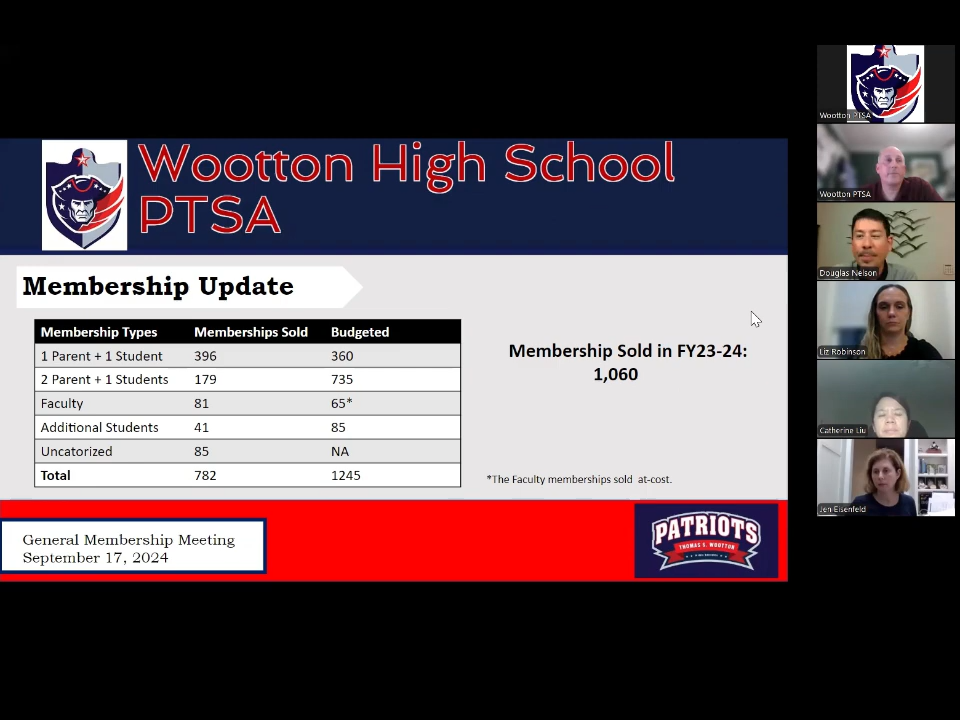 Wootton High School
PTSA
Membership Update
Membership Types Memberships Sold Budgeted
1 Parent + 1 Student 396 360
2 Parent + 1 Students 179 735
Faculty 81 65*
Additional Students 41 85
Uncatorized 85 NA
Total 782 1245
Membership Sold in FY23-24:
1,060
*The Faculty memberships sold at-cost.
General Membership Meeting
September 17, 2024
PATRIOTS
THOMAS S. WOOTTON
Wootton PTSA
Wootton PTSA
Douglas Nelson
Liz Robinson
Catherine Liu
Jen Eisenfeld